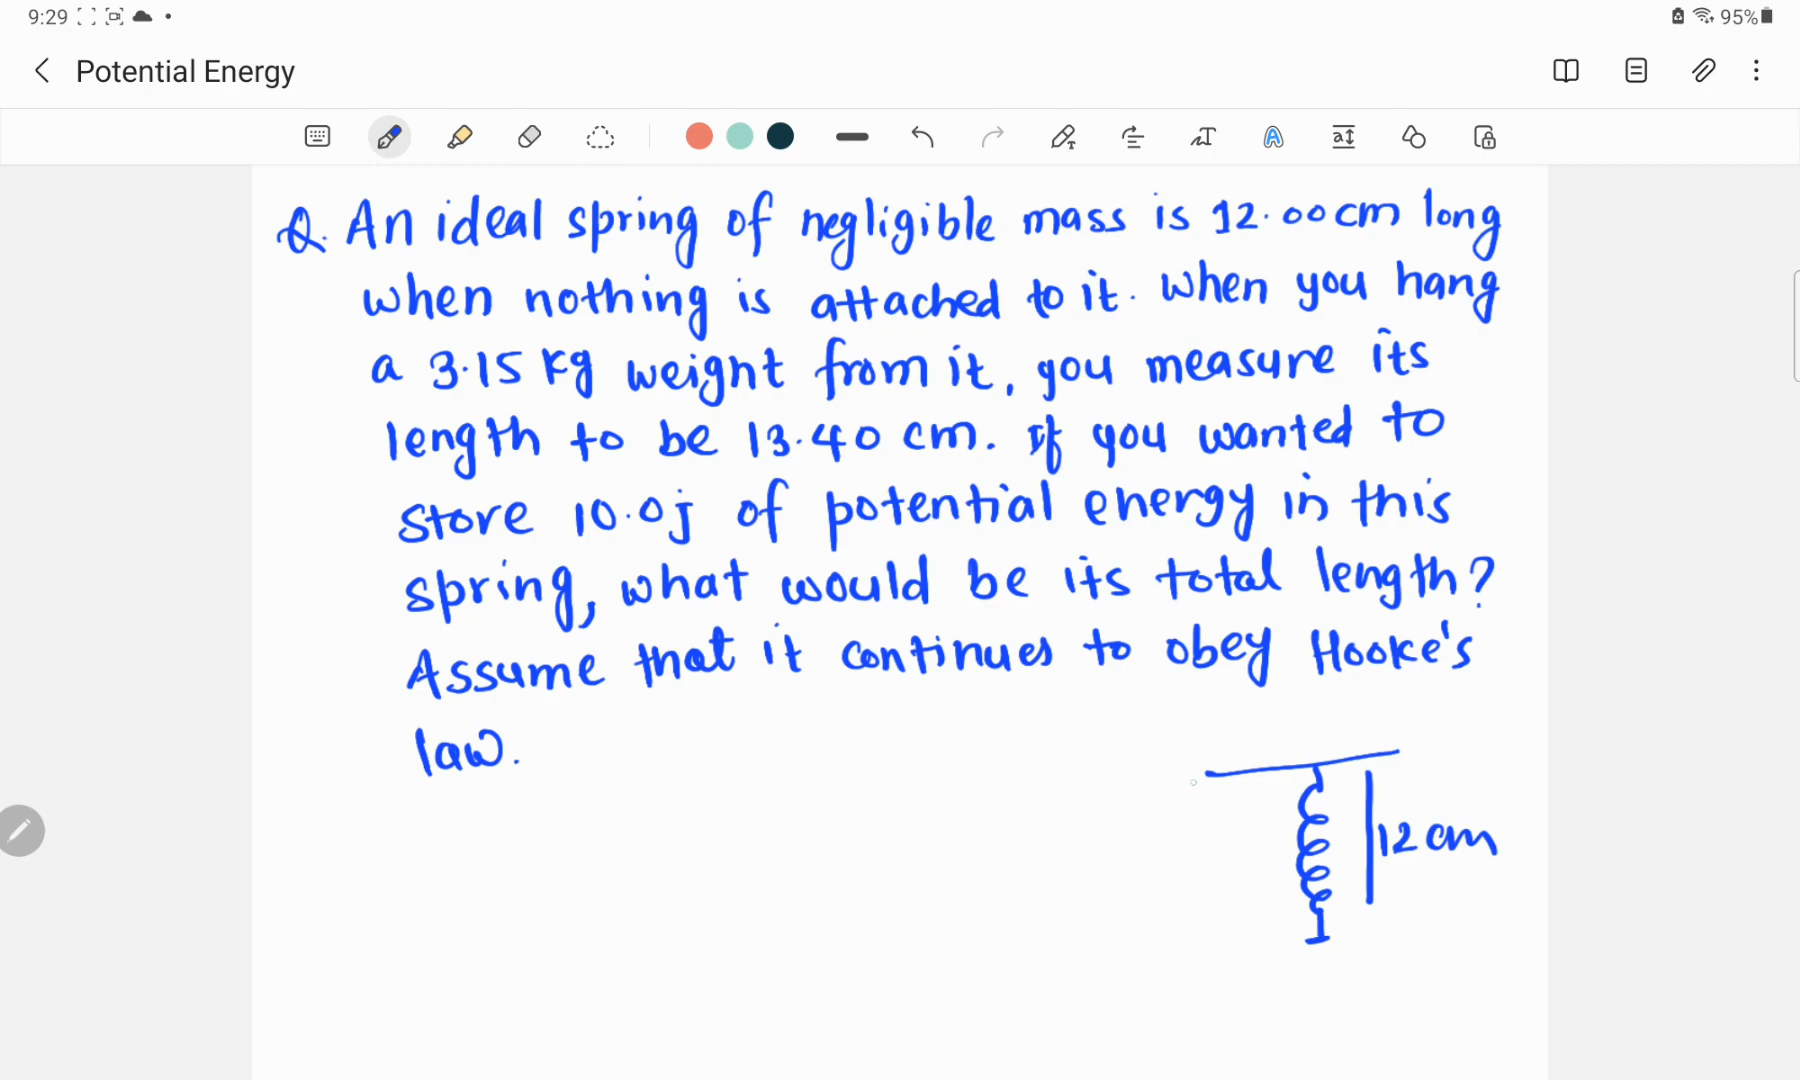 9:29
95%
Potential Energy
Q. An ideal spring of negligible mass is 12.00cm long
when nothing is attached to it. When you hang
a 3.15 kg weight from it, you measure its
length to be 13.40 cm. If you wanted to
store 10.0j of potential energy in this
spring, what would be its total length?
Assume that it continues to obey Hooke's
law.
12 cm